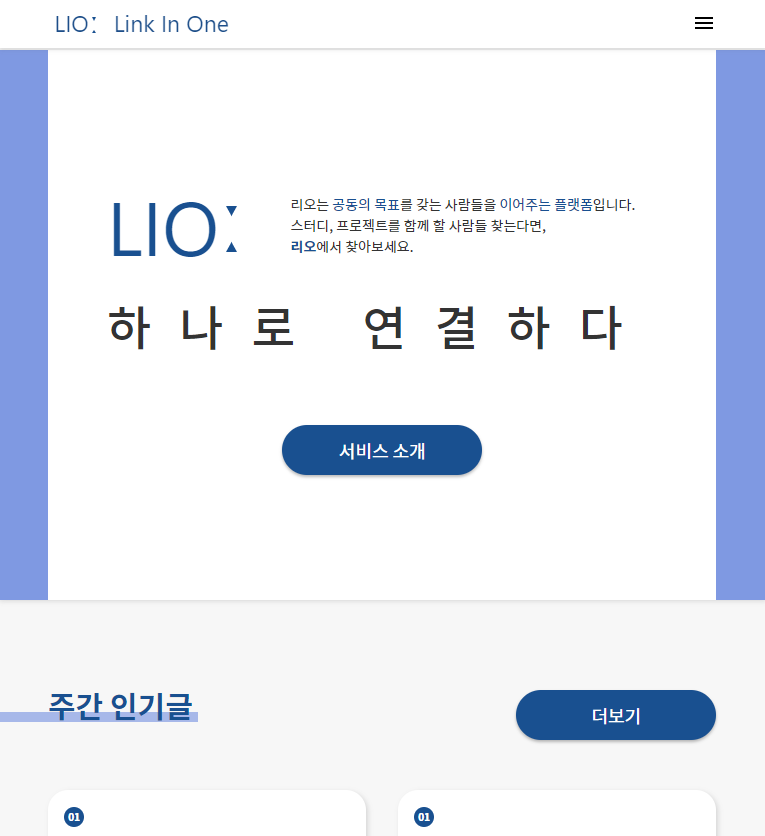 LIO: Link In One
LIO:
리오는 공동의 목표를 갖는 사람들을 이어주는 플랫폼입니다.
스터디, 프로젝트를 함께 할 사람들 찾는다면,
리오에서 찾아보세요.
하나로 연결하다
서비스 소개
주간 인기글
더보기
01
01